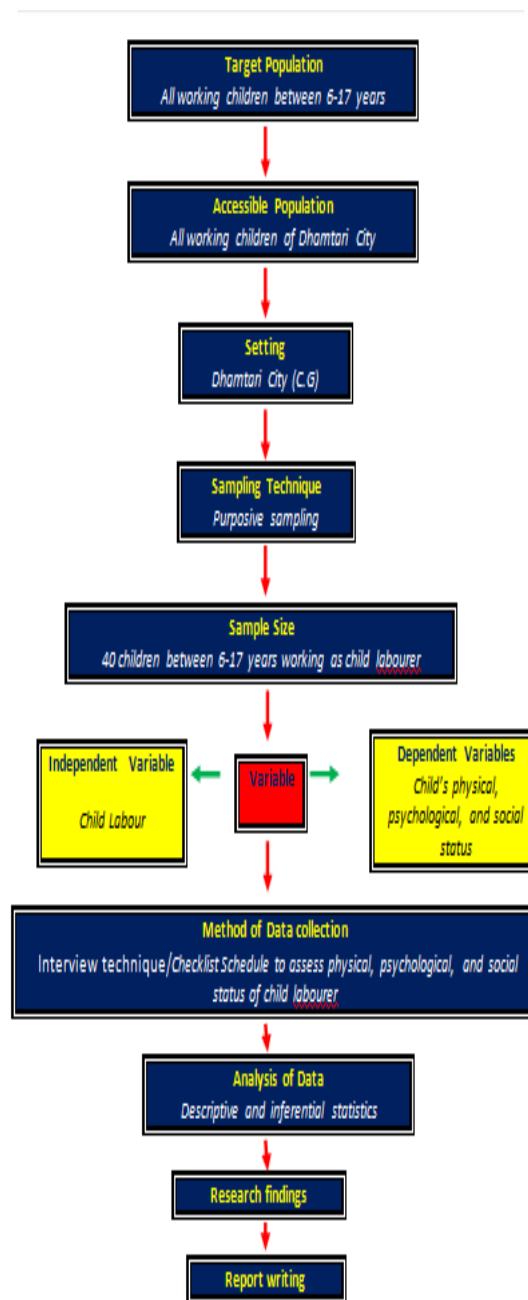 Target Population
All working children between 6-17 years
Accessible Population
All working children of Dhamtari City
Setting
Dhamtari City (C.G)
Sampling Technique
Purposive sampling
Sample Size
40 children between 6-17 years working as child labourer
Independent Variable
Child Labour
Variable
Dependent Variables
Child's physical,
psychological, and social
status
Method of Data collection
Interview technique/Checklist Schedule to assess physical, psychological, and social
status of child labourer
Analysis of Data
Descriptive and inferential statistics
Research findings
Report writing